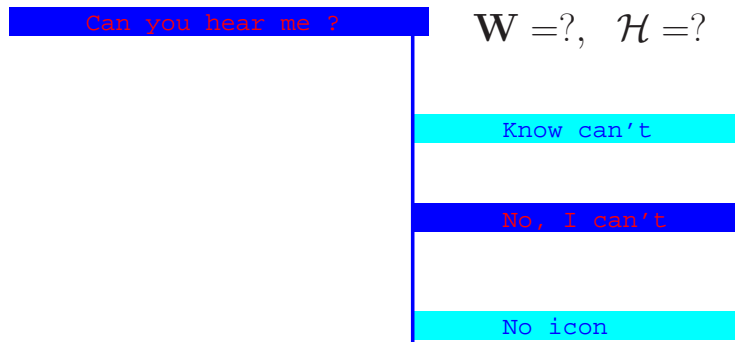 Can you hear me ?
W =?, H =?
Know can't
No, I can't
No icon